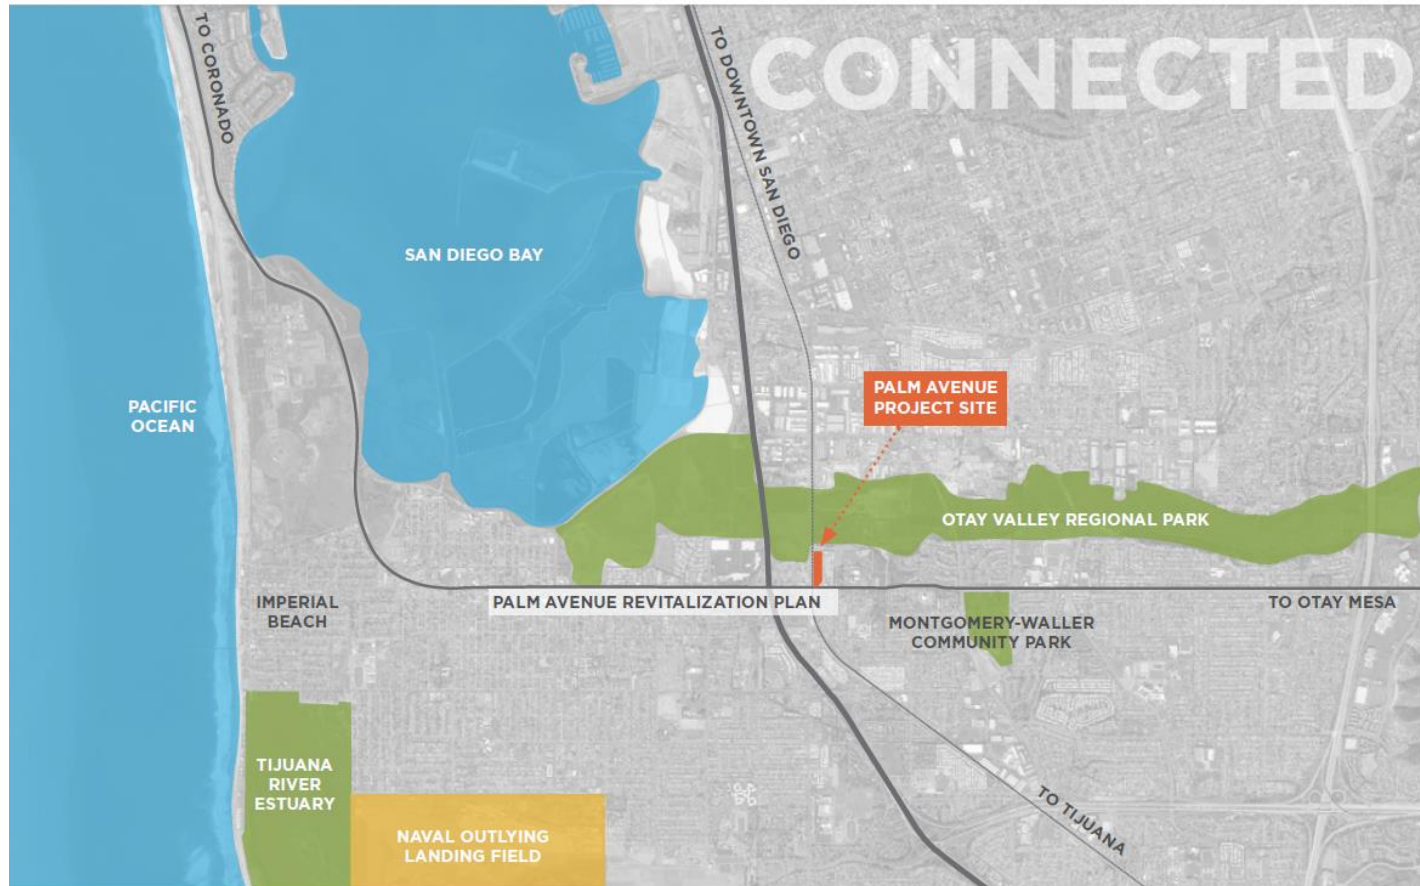 CONNECTED
TO CORONADO
TO DOWNTOWN SAN DIEGO
SAN DIEGO BAY
PALM AVENUE
PROJECT SITE
PACIFIC
OCEAN
OTAY VALLEY REGIONAL PARK
IMPERIAL
BEACH
PALM AVENUE REVITALIZATION PLAN
TO OTAY MESA
MONTGOMERY-WALLER
COMMUNITY PARK
TIJUANA
RIVER
ESTUARY
NAVAL OUTLYING
LANDING FIELD
TO TIJUANA